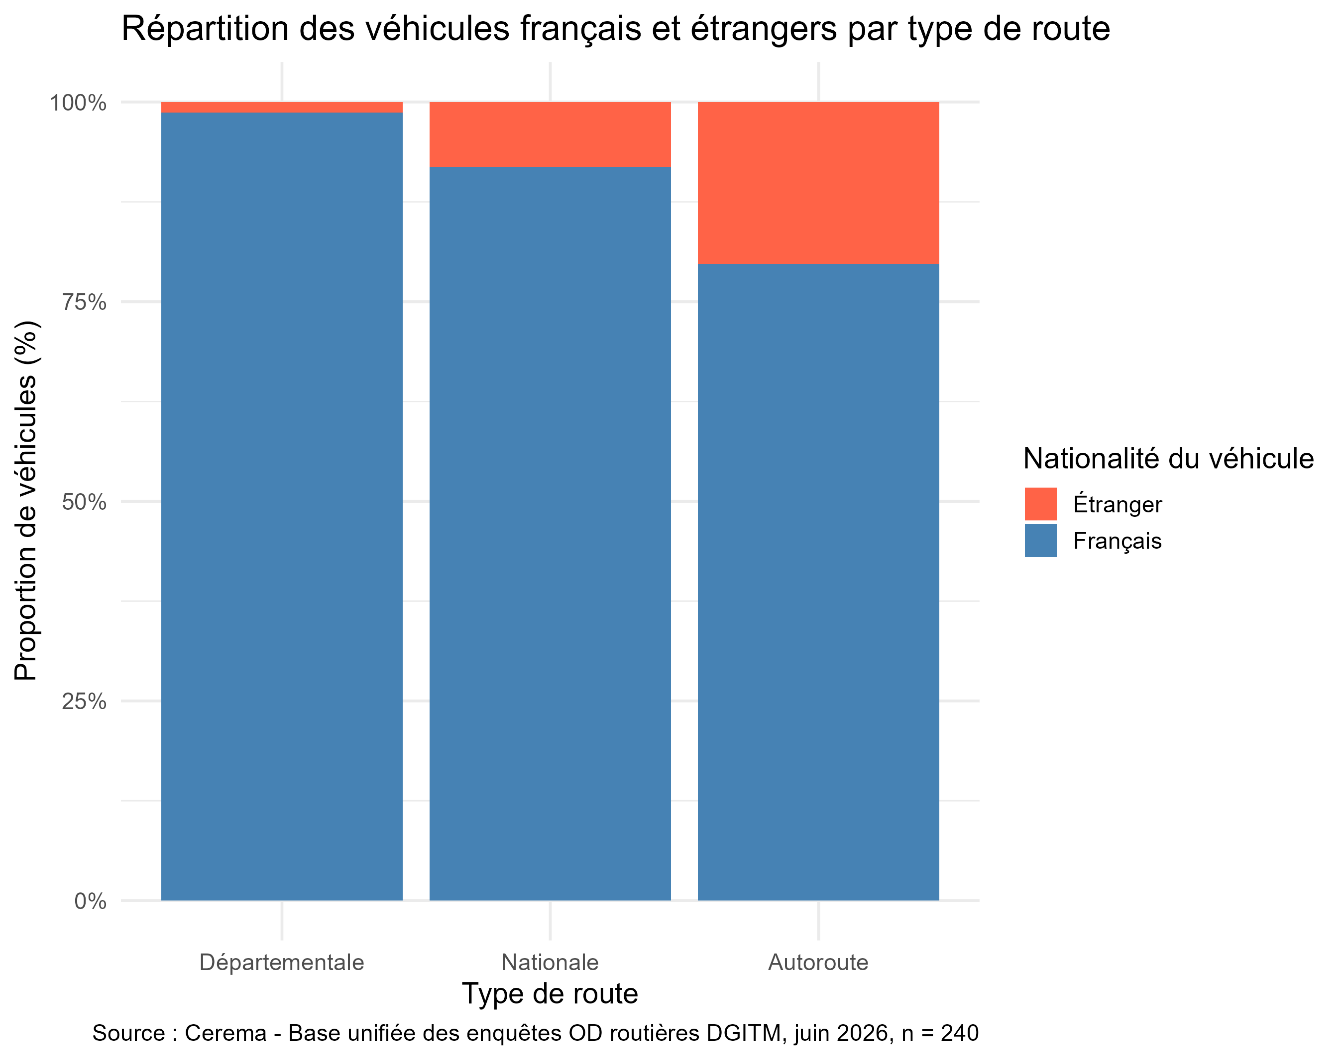 Répartition des véhicules français et étrangers par type de route
100%
75%
50%
25%
0%
Proportion de véhicules (%)
Départementale
Nationale
Autoroute
Type de route
Nationalité du véhicule
Étranger
Français
Source : Cerema - Base unifiée des enquêtes OD routières DGITM, juin 2026, n = 240